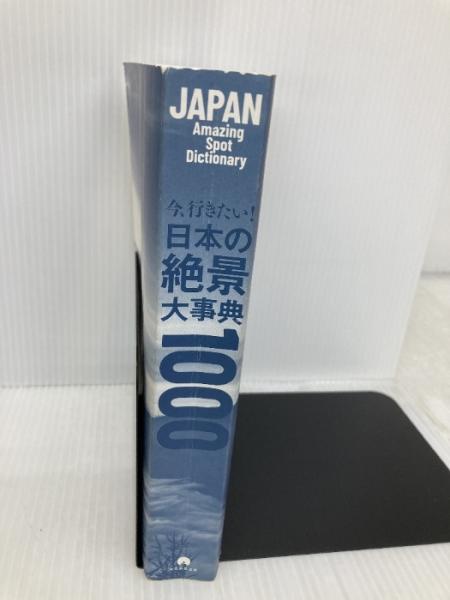 JAPAN
Amazing
Spot
Dictionary
今、行きたい!
日本の
絶景
大事典
1000